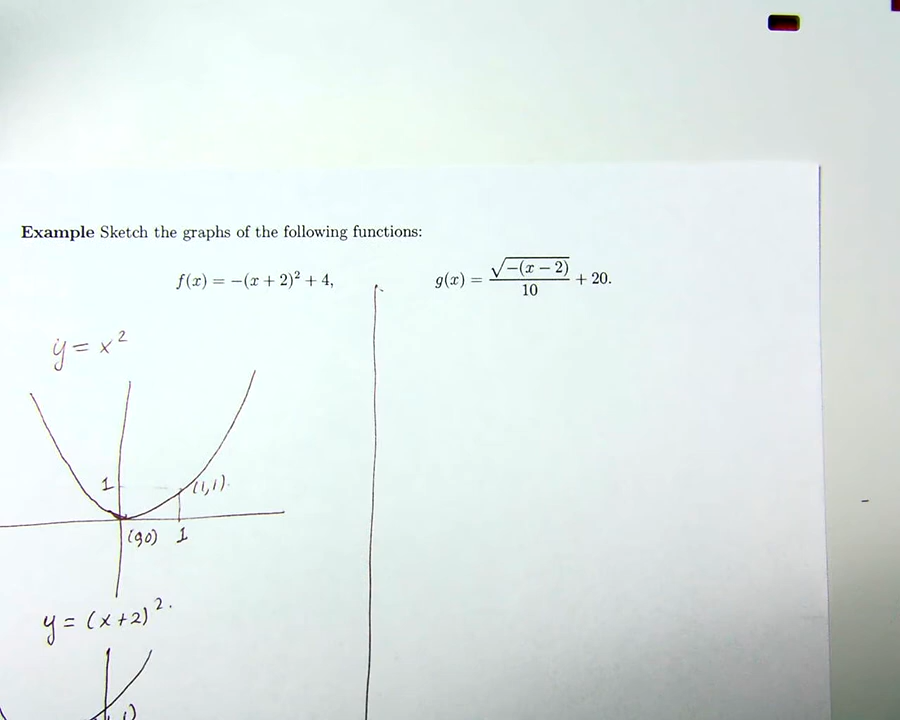 Example Sketch the graphs of the following functions:
f(x) = −(x + 2)² + 4, g(x) = √(−(x − 2))/10 + 20.
y = x²
1 (1,1).
(0,0) 1
y = (x+2)².